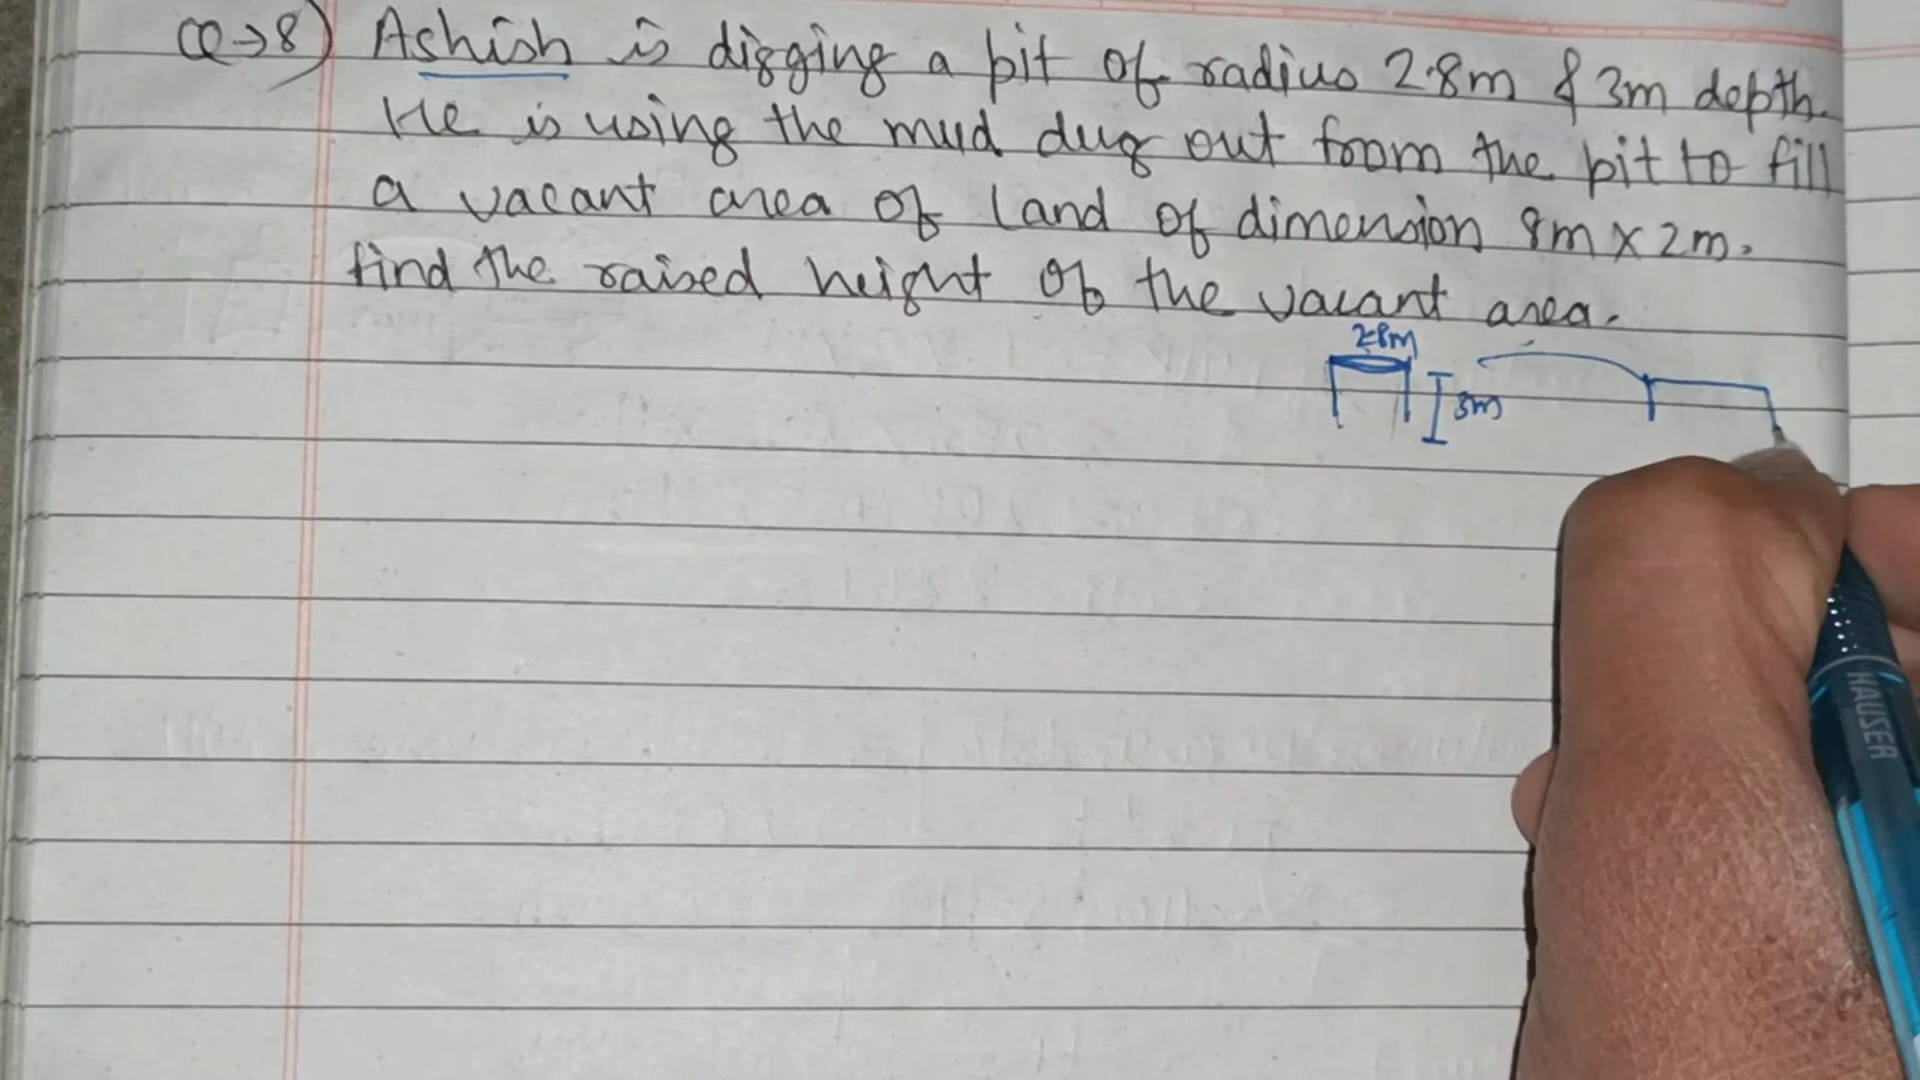 Q→8) Ashish is digging a pit of radius 2.8m & 3m depth.
He is using the mud dug out from the pit to fill
a vacant area of land of dimension 8m x 2m.
find the raised height of the vacant area.
2.8m
3m
HAUSER